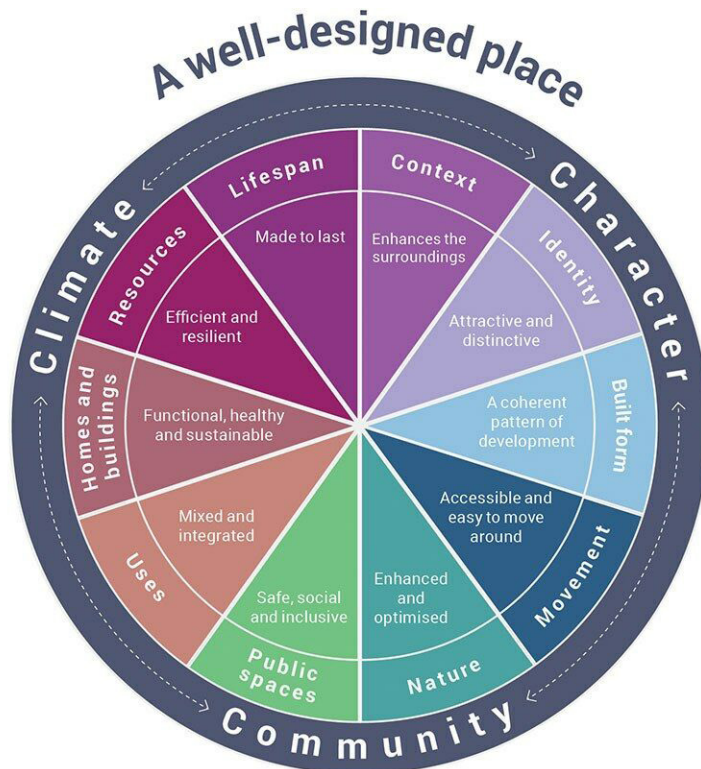 A well-designed place
Climate
Character
Community
Context
Enhances the
surroundings
Identity
Attractive and
distinctive
Built form
A coherent
pattern of
development
Movement
Accessible and
easy to move
around
Nature
Enhanced
and
optimised
Public
spaces
Safe, social
and inclusive
Uses
Mixed and
integrated
Homes and
buildings
Functional, healthy
and sustainable
Resources
Efficient and
resilient
Lifespan
Made to last